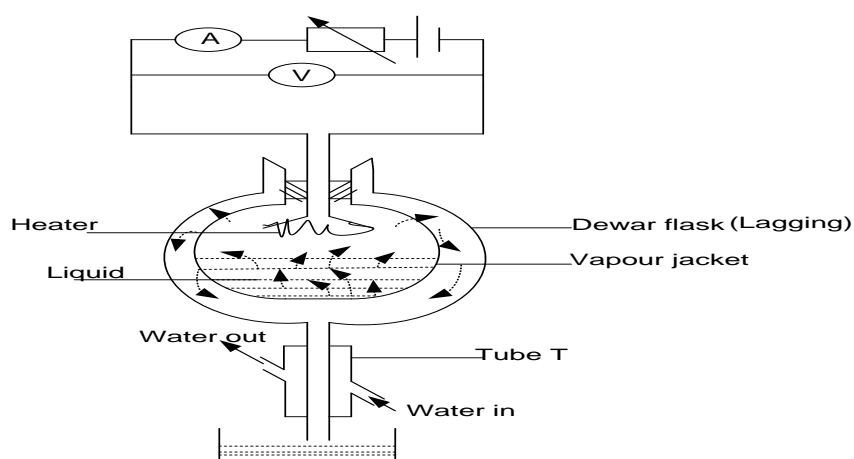 A
V
Heater
Dewar flask (Lagging)
Vapour jacket
Liquid
Water out
Tube T
Water in